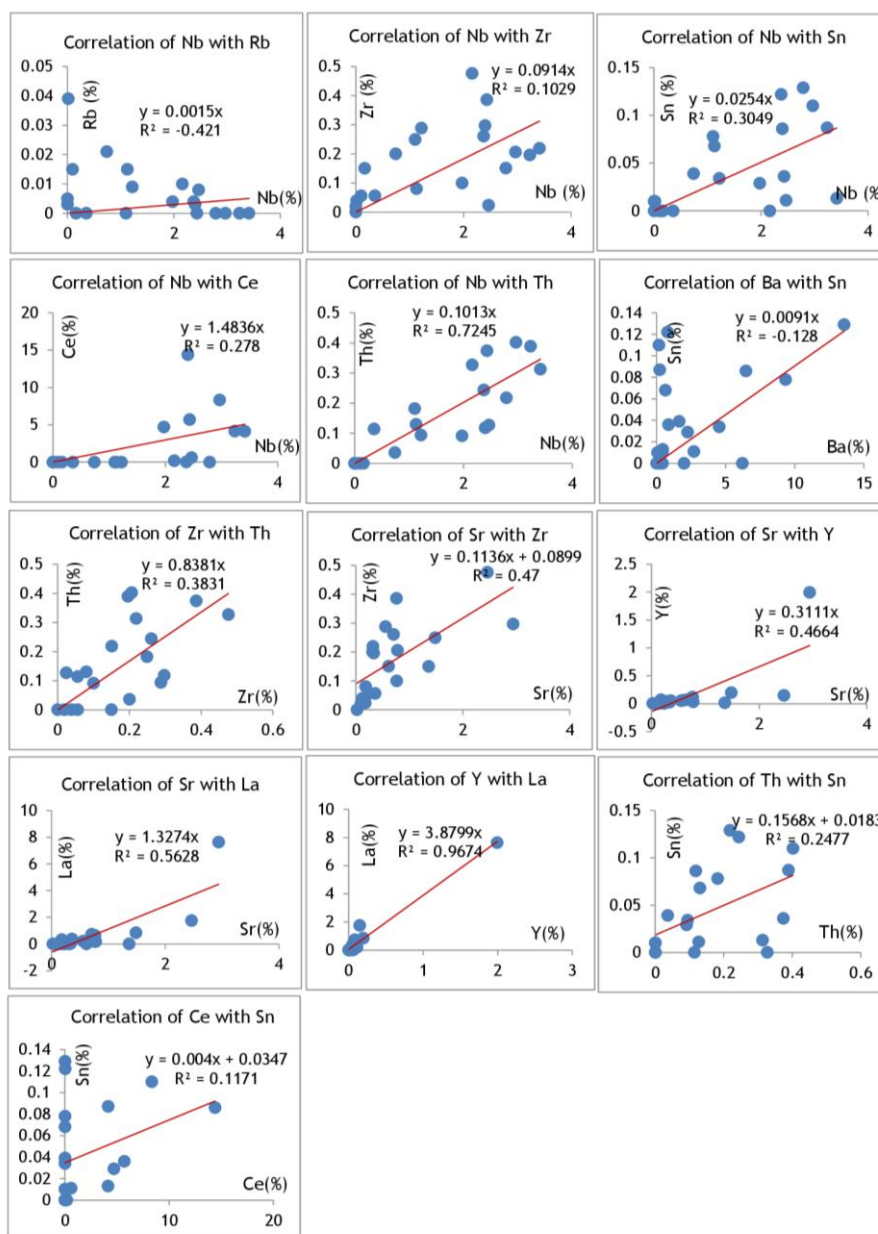 Correlation of Nb with Rb
0.05
0.04
0.03
0.02
0.01
0
Rb (%)
y = 0.0015x
R² = -0.421
Nb(%)
0
2
4
Correlation of Nb with Zr
0.5
0.4
0.3
0.2
0.1
0
Zr(%)
y = 0.0914x
R² = 0.1029
Nb (%)
0
2
4
Correlation of Nb with Sn
0.15
0.1
0.05
0
Sn (%)
y = 0.0254x
R² = 0.3049
Nb (%
0
2
4
Correlation of Nb with Ce
20
15
10
5
0
Ce(%)
y = 1.4836x
R² = 0.278
Nb(%)
0
2
4
Correlation of Nb with Th
0.5
0.4
0.3
0.2
0.1
0
Th(%)
y = 0.1013x
R² = 0.7245
Nb(%)
0
2
4
Correlation of Ba with Sn
0.14
0.12
0.1
0.08
0.06
0.04
0.02
0
Sn(%)
y = 0.0091x
R² = -0.128
Ba(%)
0
5
10
15
Correlation of Zr with Th
0.5
0.4
0.3
0.2
0.1
0
Th(%)
y = 0.8381x
R² = 0.3831
Zr(%)
0
0.2
0.4
0.6
Correlation of Sr with Zr
0.5
0.4
0.3
0.2
0.1
0
Zr(%)
y = 0.1136x + 0.0899
R² = 0.47
Sr(%)
0
2
4
Correlation of Sr with Y
2.5
2
1.5
1
0.5
0
-0.5
Y(%)
y = 0.3111x
R² = 0.4664
Sr(%)
0
2
4
Correlation of Sr with La
10
8
6
4
2
0
-2
La(%)
y = 1.3274x
R² = 0.5628
Sr(%)
0
2
4
Correlation of Y with La
10
8
6
4
2
0
La(%)
y = 3.8799x
R² = 0.9674
Y(%)
0
1
2
3
Correlation of Th with Sn
0.15
0.1
0.05
0
Sn(%)
y = 0.1568x + 0.0183
R² = 0.2477
Th(%)
0
0.2
0.4
0.6
Correlation of Ce with Sn
0.14
0.12
0.1
0.08
0.06
0.04
0.02
0
Sn(%)
y = 0.004x + 0.0347
R² = 0.1171
Ce(%)
0
10
20